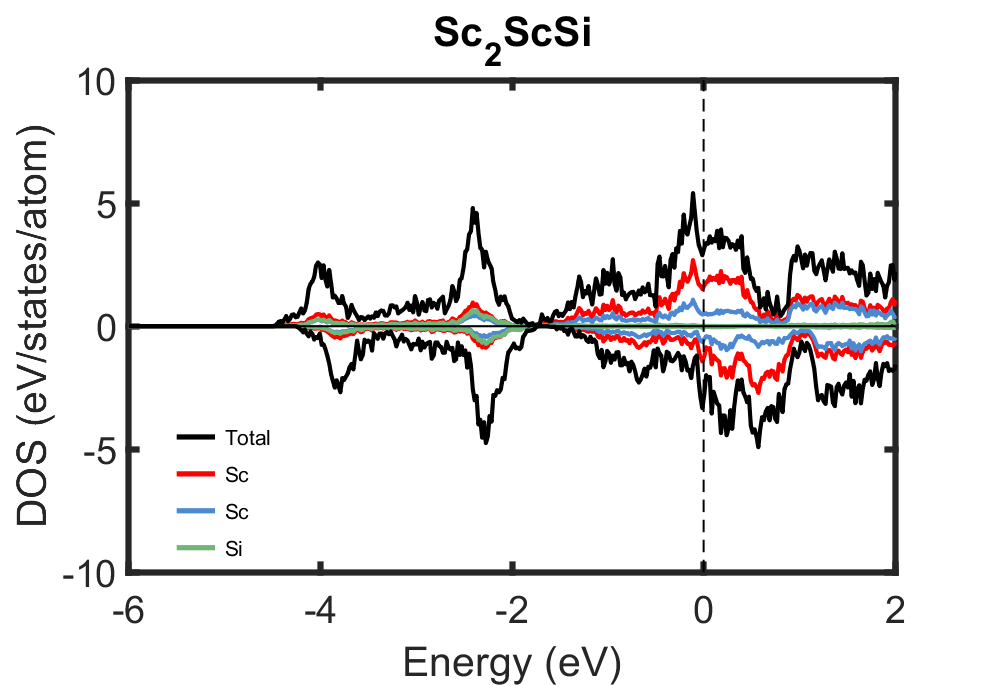 Sc2ScSi
DOS (eV/states/atom)
10
5
0
-5
-10
Total
Sc
Sc
Si
-6
-4
-2
0
2
Energy (eV)